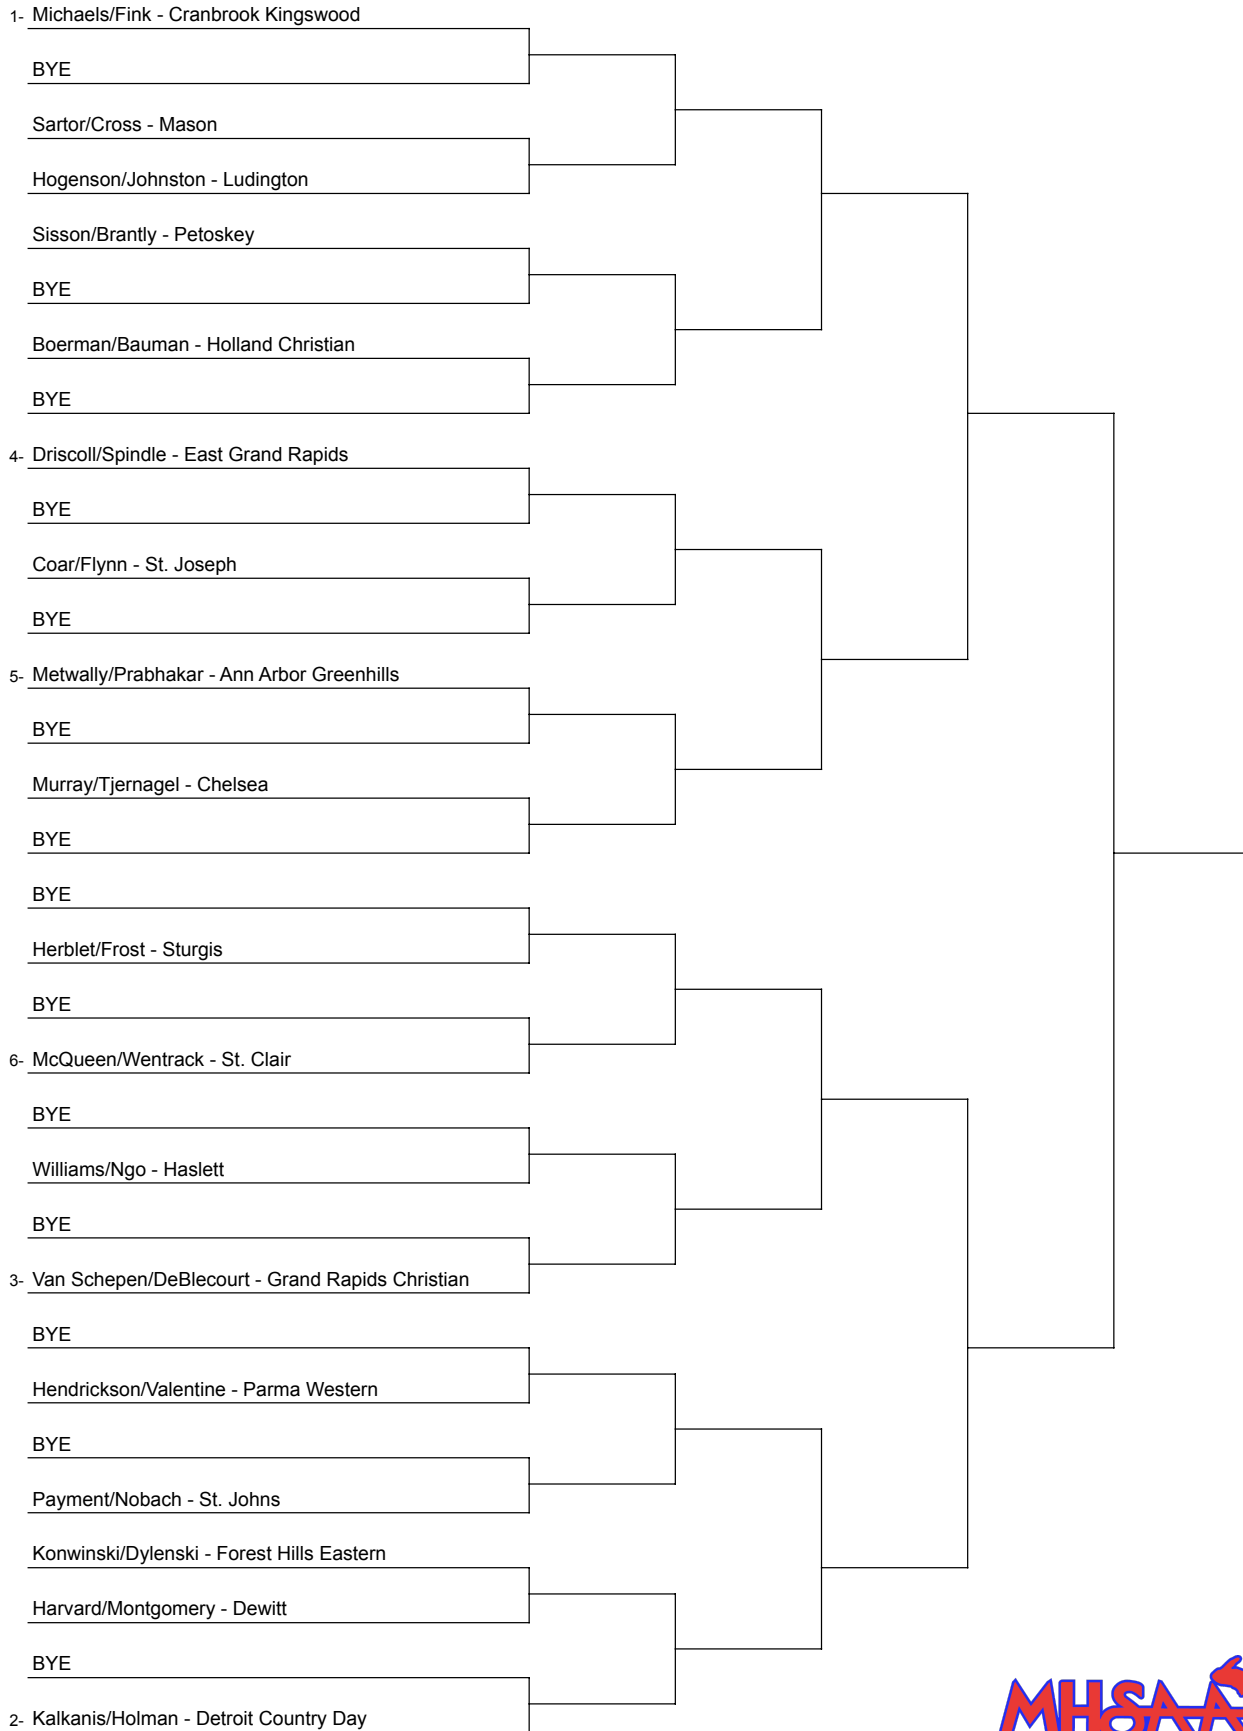 1- Michaels/Fink - Cranbrook Kingswood
BYE
Sartor/Cross - Mason
Hogenson/Johnston - Ludington
Sisson/Brantly - Petoskey
BYE
Boerman/Bauman - Holland Christian
BYE
4- Driscoll/Spindle - East Grand Rapids
BYE
Coar/Flynn - St. Joseph
BYE
5- Metwally/Prabhakar - Ann Arbor Greenhills
BYE
Murray/Tjernagel - Chelsea
BYE
BYE
Herblet/Frost - Sturgis
BYE
6- McQueen/Wentrack - St. Clair
BYE
Williams/Ngo - Haslett
BYE
3- Van Schepen/DeBlecourt - Grand Rapids Christian
BYE
Hendrickson/Valentine - Parma Western
BYE
Payment/Nobach - St. Johns
Konwinski/Dylenski - Forest Hills Eastern
Harvard/Montgomery - Dewitt
BYE
2- Kalkanis/Holman - Detroit Country Day
MHSAA